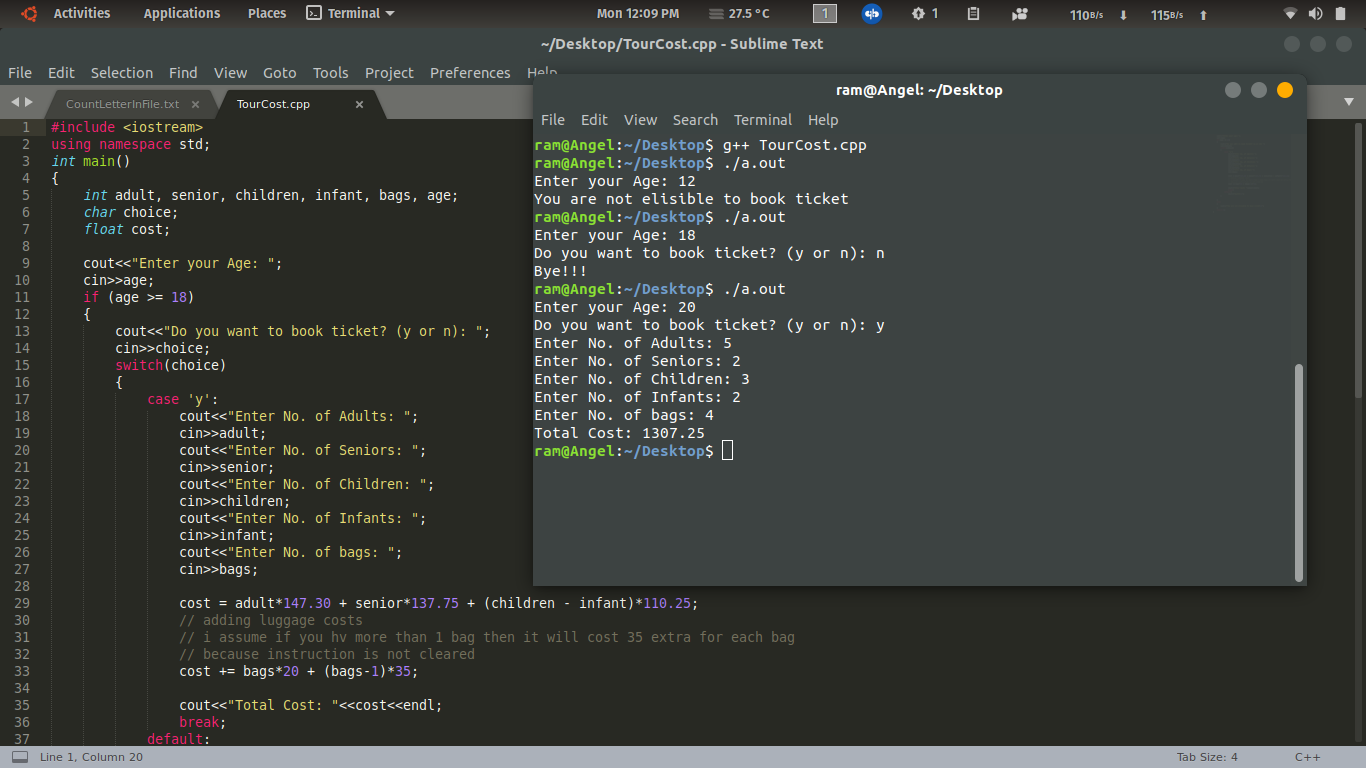 Activities Applications Places Terminal Mon 12:09 PM 27.5 °C 1 1 110B/s 115B/s
~/Desktop/TourCost.cpp - Sublime Text
File Edit Selection Find View Goto Tools Project Preferences Help
CountLetterInFile.txt TourCost.cpp
1 #include <iostream>
2 using namespace std;
3 int main()
4 {
5 int adult, senior, children, infant, bags, age;
6 char choice;
7 float cost;
8
9 cout<<"Enter your Age: ";
10 cin>>age;
11 if (age >= 18)
12 {
13 cout<<"Do you want to book ticket? (y or n): ";
14 cin>>choice;
15 switch(choice)
16 {
17 case 'y':
18 cout<<"Enter No. of Adults: ";
19 cin>>adult;
20 cout<<"Enter No. of Seniors: ";
21 cin>>senior;
22 cout<<"Enter No. of Children: ";
23 cin>>children;
24 cout<<"Enter No. of Infants: ";
25 cin>>infant;
26 cout<<"Enter No. of bags: ";
27 cin>>bags;
28
29 cost = adult*147.30 + senior*137.75 + (children - infant)*110.25;
30 // adding luggage costs
31 // i assume if you hv more than 1 bag then it will cost 35 extra for each bag
32 // because instruction is not cleared
33 cost += bags*20 + (bags-1)*35;
34
35 cout<<"Total Cost: "<<cost<<endl;
36 break;
37 default:
ram@Angel: ~/Desktop
File Edit View Search Terminal Help
ram@Angel:~/Desktop$ g++ TourCost.cpp
ram@Angel:~/Desktop$ ./a.out
Enter your Age: 12
You are not elisible to book ticket
ram@Angel:~/Desktop$ ./a.out
Enter your Age: 18
Do you want to book ticket? (y or n): n
Bye!!!
ram@Angel:~/Desktop$ ./a.out
Enter your Age: 20
Do you want to book ticket? (y or n): y
Enter No. of Adults: 5
Enter No. of Seniors: 2
Enter No. of Children: 3
Enter No. of Infants: 2
Enter No. of bags: 4
Total Cost: 1307.25
ram@Angel:~/Desktop$
Line 1, Column 20 Tab Size: 4 C++